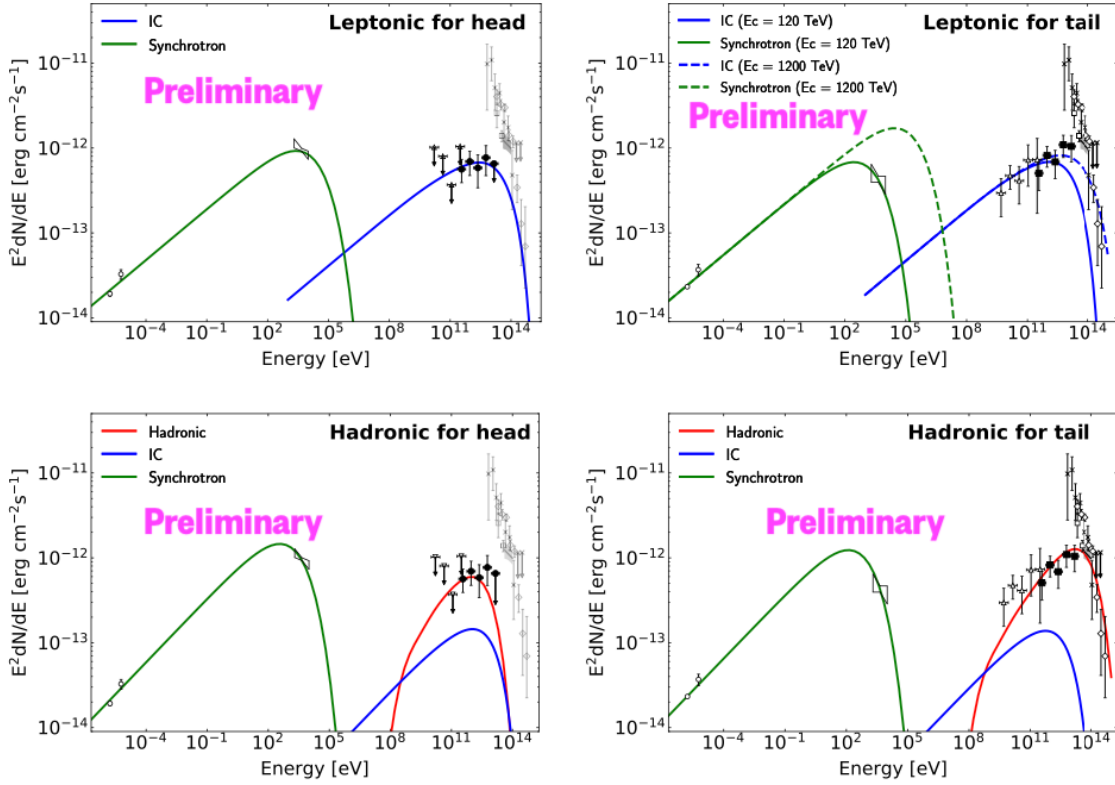 Leptonic for head
IC
Synchrotron
Preliminary
E²dN/dE [erg cm⁻²s⁻¹]
10⁻¹¹
10⁻¹²
10⁻¹³
10⁻¹⁴
10⁻⁴ 10⁻¹ 10² 10⁵ 10⁸ 10¹¹ 10¹⁴
Energy [eV]
Leptonic for tail
IC (Ec = 120 TeV)
Synchrotron (Ec = 120 TeV)
IC (Ec = 1200 TeV)
Synchrotron (Ec = 1200 TeV)
Preliminary
E²dN/dE [erg cm⁻²s⁻¹]
10⁻¹¹
10⁻¹²
10⁻¹³
10⁻¹⁴
10⁻⁴ 10⁻¹ 10² 10⁵ 10⁸ 10¹¹ 10¹⁴
Energy [eV]
Hadronic for head
Hadronic
IC
Synchrotron
Preliminary
E²dN/dE [erg cm⁻²s⁻¹]
10⁻¹¹
10⁻¹²
10⁻¹³
10⁻¹⁴
10⁻⁴ 10⁻¹ 10² 10⁵ 10⁸ 10¹¹ 10¹⁴
Energy [eV]
Hadronic for tail
Hadronic
IC
Synchrotron
Preliminary
E²dN/dE [erg cm⁻²s⁻¹]
10⁻¹¹
10⁻¹²
10⁻¹³
10⁻¹⁴
10⁻⁴ 10⁻¹ 10² 10⁵ 10⁸ 10¹¹ 10¹⁴
Energy [eV]